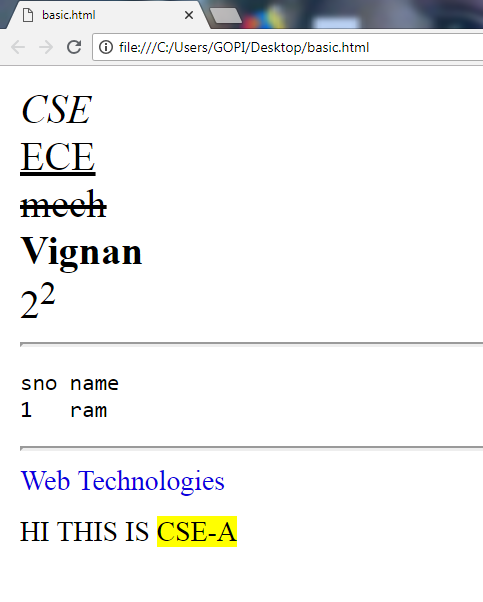 basic.html
file:///C:/Users/GOPI/Desktop/basic.html
CSE
ECE
mech
Vignan
2²
sno name
1   ram
Web Technologies
HI THIS IS CSE-A